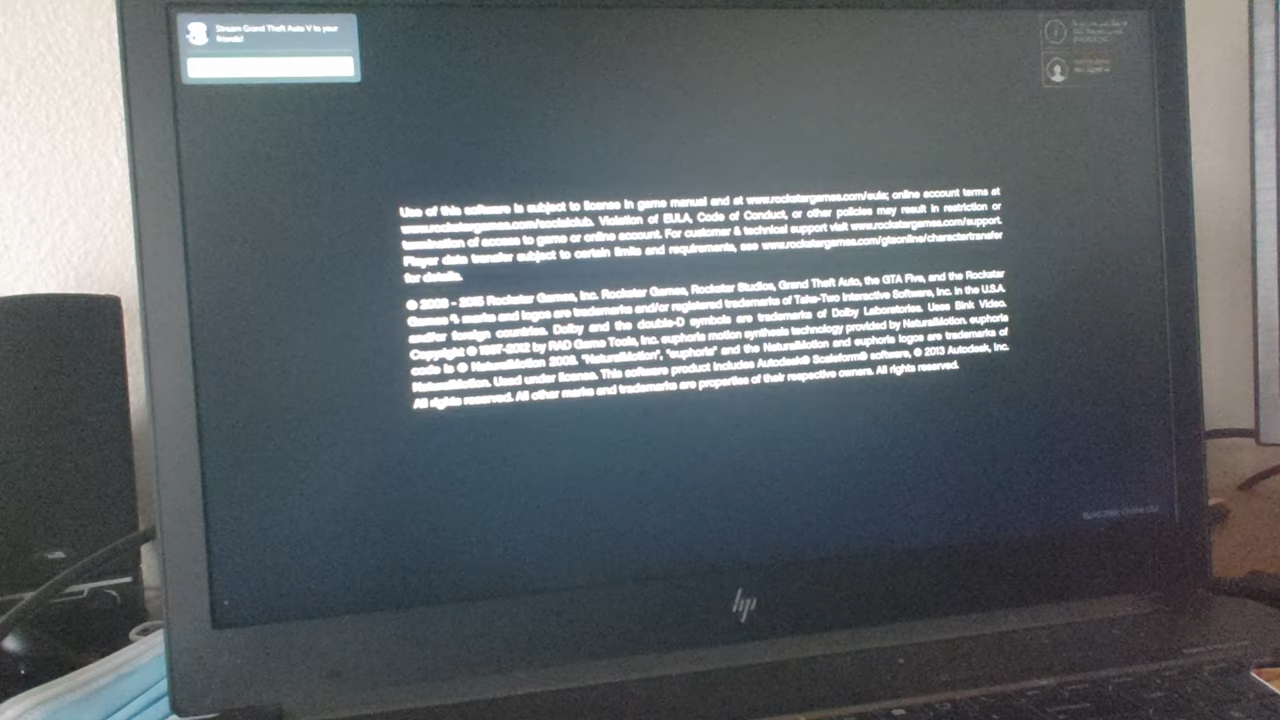 Stream Grand Theft Auto V to your
friends!
Use of this software is subject to license in game manual and at www.rockstargames.com/eula; online account terms at
www.rockstargames.com/socialclub. Violation of EULA, Code of Conduct, or other policies may result in restriction or
termination of access to game or online account. For customer & technical support visit www.rockstargames.com/support.
Player data transfer subject to certain limits and requirements, see www.rockstargames.com/gtaonline/charactertransfer
for details.
© 2008 - 2015 Rockstar Games, Inc. Rockstar Games, Rockstar Studios, Grand Theft Auto, the GTA Five, and the Rockstar
Games marks and logos are trademarks and/or registered trademarks of Take-Two Interactive Software, Inc. in the U.S.A.
and/or foreign countries. Dolby and the double-D symbols are trademarks of Dolby Laboratories. Uses Bink Video.
Copyright © 1997-2012 by RAD Game Tools, Inc. euphoria motion synthesis technology provided by NaturalMotion. euphoria
code is © NaturalMotion 2008. "NaturalMotion", "euphoria" and the NaturalMotion and euphoria logos are trademarks of
NaturalMotion. Used under license. This software product includes Autodesk® Scaleform® software, © 2013 Autodesk, Inc.
All rights reserved. All other marks and trademarks are properties of their respective owners. All rights reserved.
hp